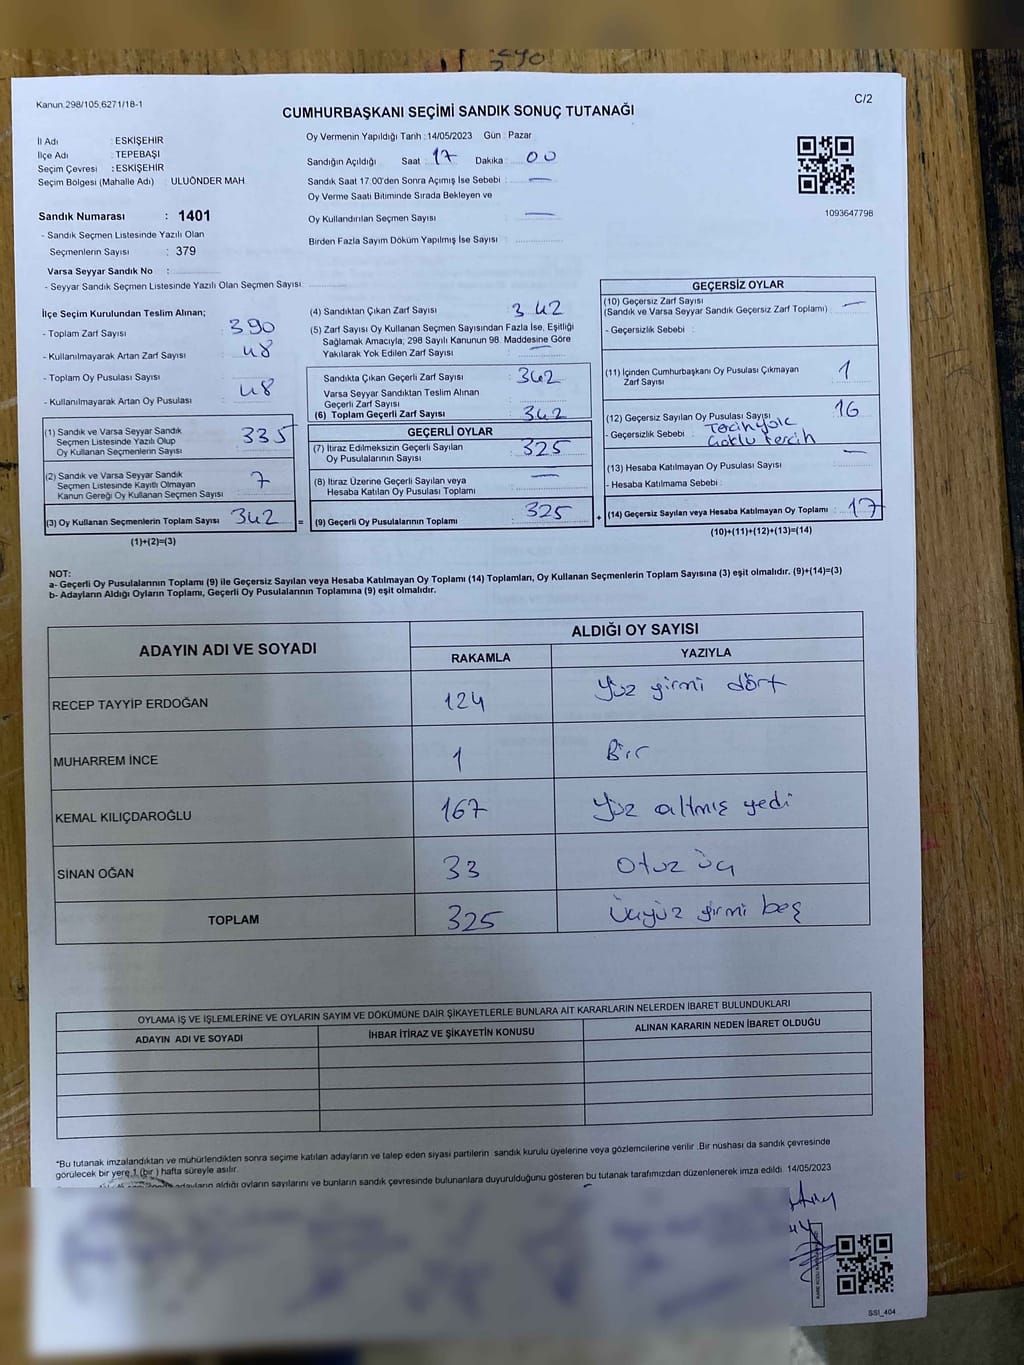 Kanun.298/105,6271/18-1
C/2
CUMHURBAŞKANI SEÇİMİ SANDIK SONUÇ TUTANAĞI
İl Adı : ESKİŞEHİR
İlçe Adı : TEPEBAŞI
Seçim Çevresi : ESKİŞEHİR
Seçim Bölgesi (Mahalle Adı) : ULUÖNDER MAH
Oy Vermenin Yapıldığı Tarih : 14/05/2023 Gün : Pazar
Sandığın Açıldığı Saat : 17 Dakika : 00
Sandık Saat 17:00'den Sonra Açımış İse Sebebi : —
Oy Verme Saati Bitiminde Sırada Bekleyen ve
Oy Kullandırılan Seçmen Sayısı : —
Birden Fazla Sayım Döküm Yapılmış İse Sayısı :
1093647798
Sandık Numarası : 1401
- Sandık Seçmen Listesinde Yazılı Olan
Seçmenlerin Sayısı : 379
Varsa Seyyar Sandık No :
- Seyyar Sandık Seçmen Listesinde Yazılı Olan Seçmen Sayısı :
İlçe Seçim Kurulundan Teslim Alınan;
- Toplam Zarf Sayısı : 390
- Kullanılmayarak Artan Zarf Sayısı : 48
- Toplam Oy Pusulası Sayısı :
- Kullanılmayarak Artan Oy Pusulası : 48
(1) Sandık ve Varsa Seyyar Sandık
Seçmen Listesinde Yazılı Olup
Oy Kullanan Seçmenlerin Sayısı : 335
(2) Sandık ve Varsa Seyyar Sandık
Seçmen Listesinde Kayıtlı Olmayan
Kanun Gereği Oy Kullanan Seçmen Sayısı : 7
(3) Oy Kullanan Seçmenlerin Toplam Sayısı : 342 =
(1)+(2)=(3)
(4) Sandıktan Çıkan Zarf Sayısı : 342
(5) Zarf Sayısı Oy Kullanan Seçmen Sayısından Fazla İse, Eşitliği
Sağlamak Amacıyla; 298 Sayılı Kanunun 98. Maddesine Göre
Yakılarak Yok Edilen Zarf Sayısı : —
Sandıkta Çıkan Geçerli Zarf Sayısı : 342
Varsa Seyyar Sandıktan Teslim Alınan
Geçerli Zarf Sayısı :
(6) Toplam Geçerli Zarf Sayısı : 342
GEÇERLİ OYLAR
(7) İtiraz Edilmeksizin Geçerli Sayılan
Oy Pusulalarının Sayısı : 325
(8) İtiraz Üzerine Geçerli Sayılan veya
Hesaba Katılan Oy Pusulası Toplamı : —
(9) Geçerli Oy Pusulalarının Toplamı : 325 +
GEÇERSİZ OYLAR
(10) Geçersiz Zarf Sayısı
(Sandık ve Varsa Seyyar Sandık Geçersiz Zarf Toplamı) : —
- Geçersizlik Sebebi :
(11) İçinden Cumhurbaşkanı Oy Pusulası Çıkmayan
Zarf Sayısı : 1
(12) Geçersiz Sayılan Oy Pusulası Sayısı : 16
- Geçersizlik Sebebi : Tercih yok
Çoklu tercih
(13) Hesaba Katılmayan Oy Pusulası Sayısı : —
- Hesaba Katılmama Sebebi :
(14) Geçersiz Sayılan veya Hesaba Katılmayan Oy Toplamı : 17
(10)+(11)+(12)+(13)=(14)
NOT:
a- Geçerli Oy Pusulalarının Toplamı (9) ile Geçersiz Sayılan veya Hesaba Katılmayan Oy Toplamı (14) Toplamları, Oy Kullanan Seçmenlerin Toplam Sayısına (3) eşit olmalıdır. (9)+(14)=(3)
b- Adayların Aldığı Oyların Toplamı, Geçerli Oy Pusulalarının Toplamına (9) eşit olmalıdır.
ADAYIN ADI VE SOYADI
ALDIĞI OY SAYISI
RAKAMLA YAZIYLA
RECEP TAYYİP ERDOĞAN 124 Yüz yirmi dört
MUHARREM İNCE 1 Bir
KEMAL KILIÇDAROĞLU 167 Yüz altmış yedi
SİNAN OĞAN 33 Otuz üç
TOPLAM 325 Üçyüz yirmi beş
OYLAMA İŞ VE İŞLEMLERİNE VE OYLARIN SAYIM VE DÖKÜMÜNE DAİR ŞİKAYETLERLE BUNLARA AİT KARARLARIN NELERDEN İBARET BULUNDUKLARI
ADAYIN ADI VE SOYADI İHBAR İTİRAZ VE ŞİKAYETİN KONUSU ALINAN KARARIN NEDEN İBARET OLDUĞU
*Bu tutanak imzalandıktan ve mühürlendikten sonra seçime katılan adayların ve talep eden siyasi partilerin sandık kurulu üyelerine veya gözlemcilerine verilir .Bir nüshası da sandık çevresinde
görülecek bir yere 1 (bir) hafta süreyle asılır.
adayların aldığı oyların sayılarını ve bunların sandık çevresinde bulunanlara duyurulduğunu gösteren bu tutanak tarafımızdan düzenlenerek imza edildi. 14/05/2023
SSI_404